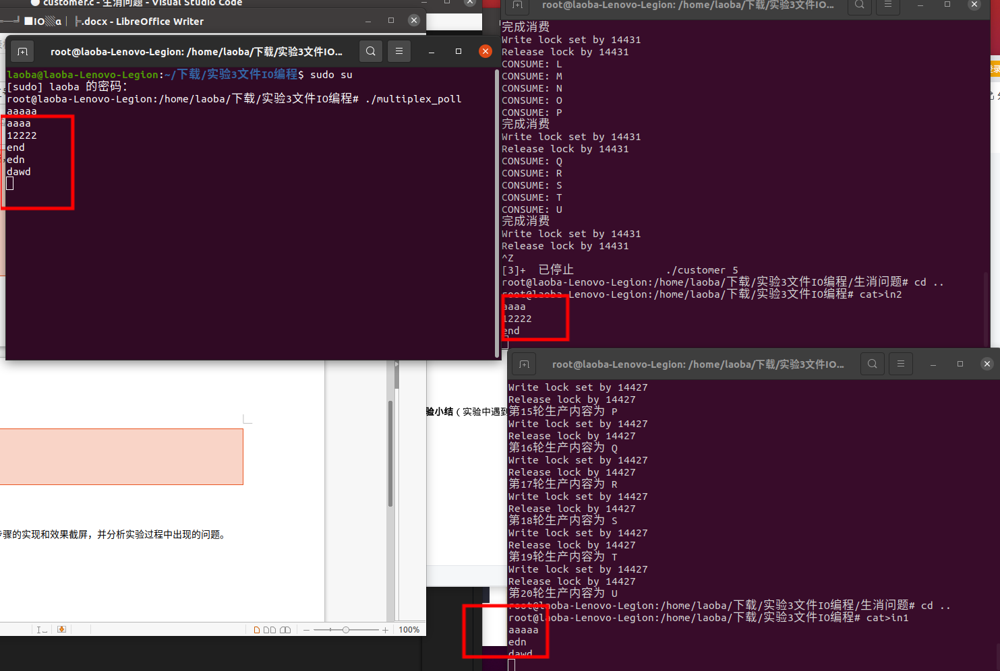 customer.c - 生消问题 - Visual Studio Code
.docx - LibreOffice Writer
root@laoba-Lenovo-Legion: /home/laoba/下载/实验3文件IO...
laoba@laoba-Lenovo-Legion:~/下载/实验3文件IO编程$ sudo su
[sudo] laoba 的密码：
root@laoba-Lenovo-Legion:/home/laoba/下载/实验3文件IO编程# ./multiplex_poll
aaaaa
aaaa
12222
end
edn
dawd
root@laoba-Lenovo-Legion: /home/laoba/下载/实验3文件IO...
完成消费
Write lock set by 14431
Release lock by 14431
CONSUME: L
CONSUME: M
CONSUME: N
CONSUME: O
CONSUME: P
完成消费
Write lock set by 14431
Release lock by 14431
CONSUME: Q
CONSUME: R
CONSUME: S
CONSUME: T
CONSUME: U
完成消费
Write lock set by 14431
Release lock by 14431
^Z
[3]+  已停止               ./customer 5
root@laoba-Lenovo-Legion:/home/laoba/下载/实验3文件IO编程/生消问题# cd ..
root@laoba-Lenovo-Legion:/home/laoba/下载/实验3文件IO编程# cat>in2
aaaa
12222
end
root@laoba-Lenovo-Legion: /home/laoba/下载/实验3文件IO...
Write lock set by 14427
Release lock by 14427
第15轮生产内容为 P
Write lock set by 14427
Release lock by 14427
第16轮生产内容为 Q
Write lock set by 14427
Release lock by 14427
第17轮生产内容为 R
Write lock set by 14427
Release lock by 14427
第18轮生产内容为 S
Write lock set by 14427
Release lock by 14427
第19轮生产内容为 T
Write lock set by 14427
Release lock by 14427
第20轮生产内容为 U
root@laoba-Lenovo-Legion:/home/laoba/下载/实验3文件IO编程/生消问题# cd ..
root@laoba-Lenovo-Legion:/home/laoba/下载/实验3文件IO编程# cat>in1
aaaaa
edn
dawd
验小结（实验中遇到
步骤的实现和效果截屏，并分析实验过程中出现的问题。
100%